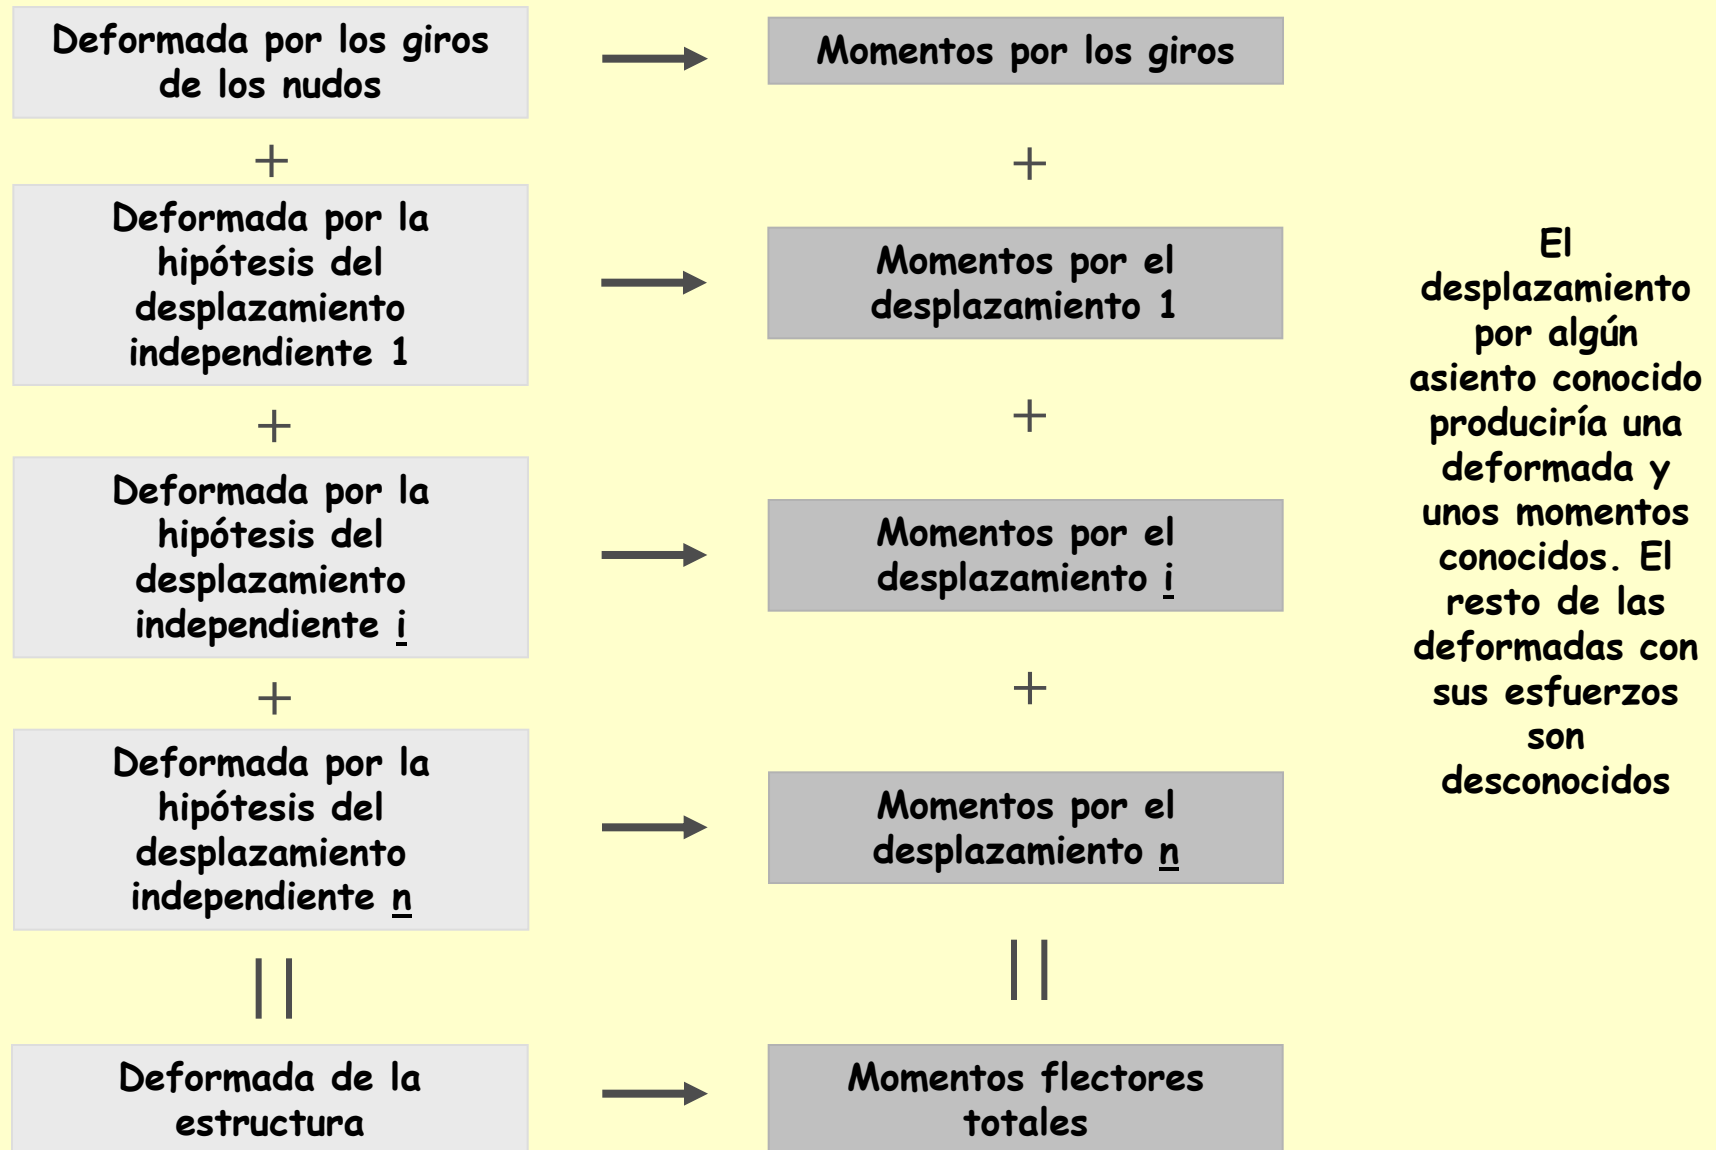 Deformada por los giros
de los nudos
Momentos por los giros
+
+
Deformada por la
hipótesis del
desplazamiento
independiente 1
Momentos por el
desplazamiento 1
+
+
Deformada por la
hipótesis del
desplazamiento
independiente i
Momentos por el
desplazamiento i
+
+
Deformada por la
hipótesis del
desplazamiento
independiente n
Momentos por el
desplazamiento n
||
||
Deformada de la
estructura
Momentos flectores
totales
El
desplazamiento
por algún
asiento conocido
produciría una
deformada y
unos momentos
conocidos. El
resto de las
deformadas con
sus esfuerzos
son
desconocidos